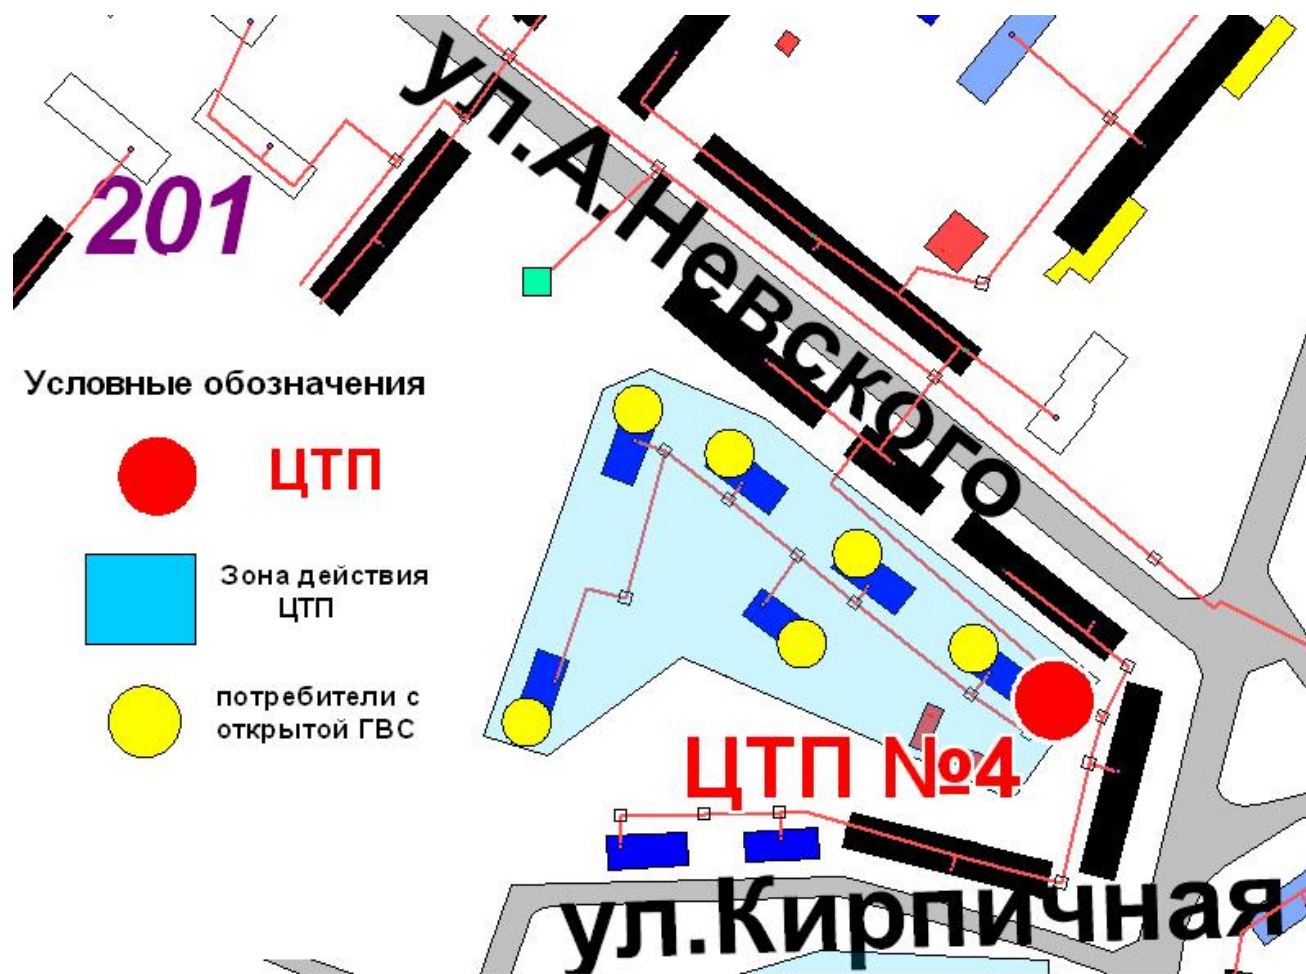 ул.А.Невского
201
Условные обозначения
ЦТП
Зона действия
ЦТП
потребители с
открытой ГВС
ЦТП №4
ул.Кирпичная